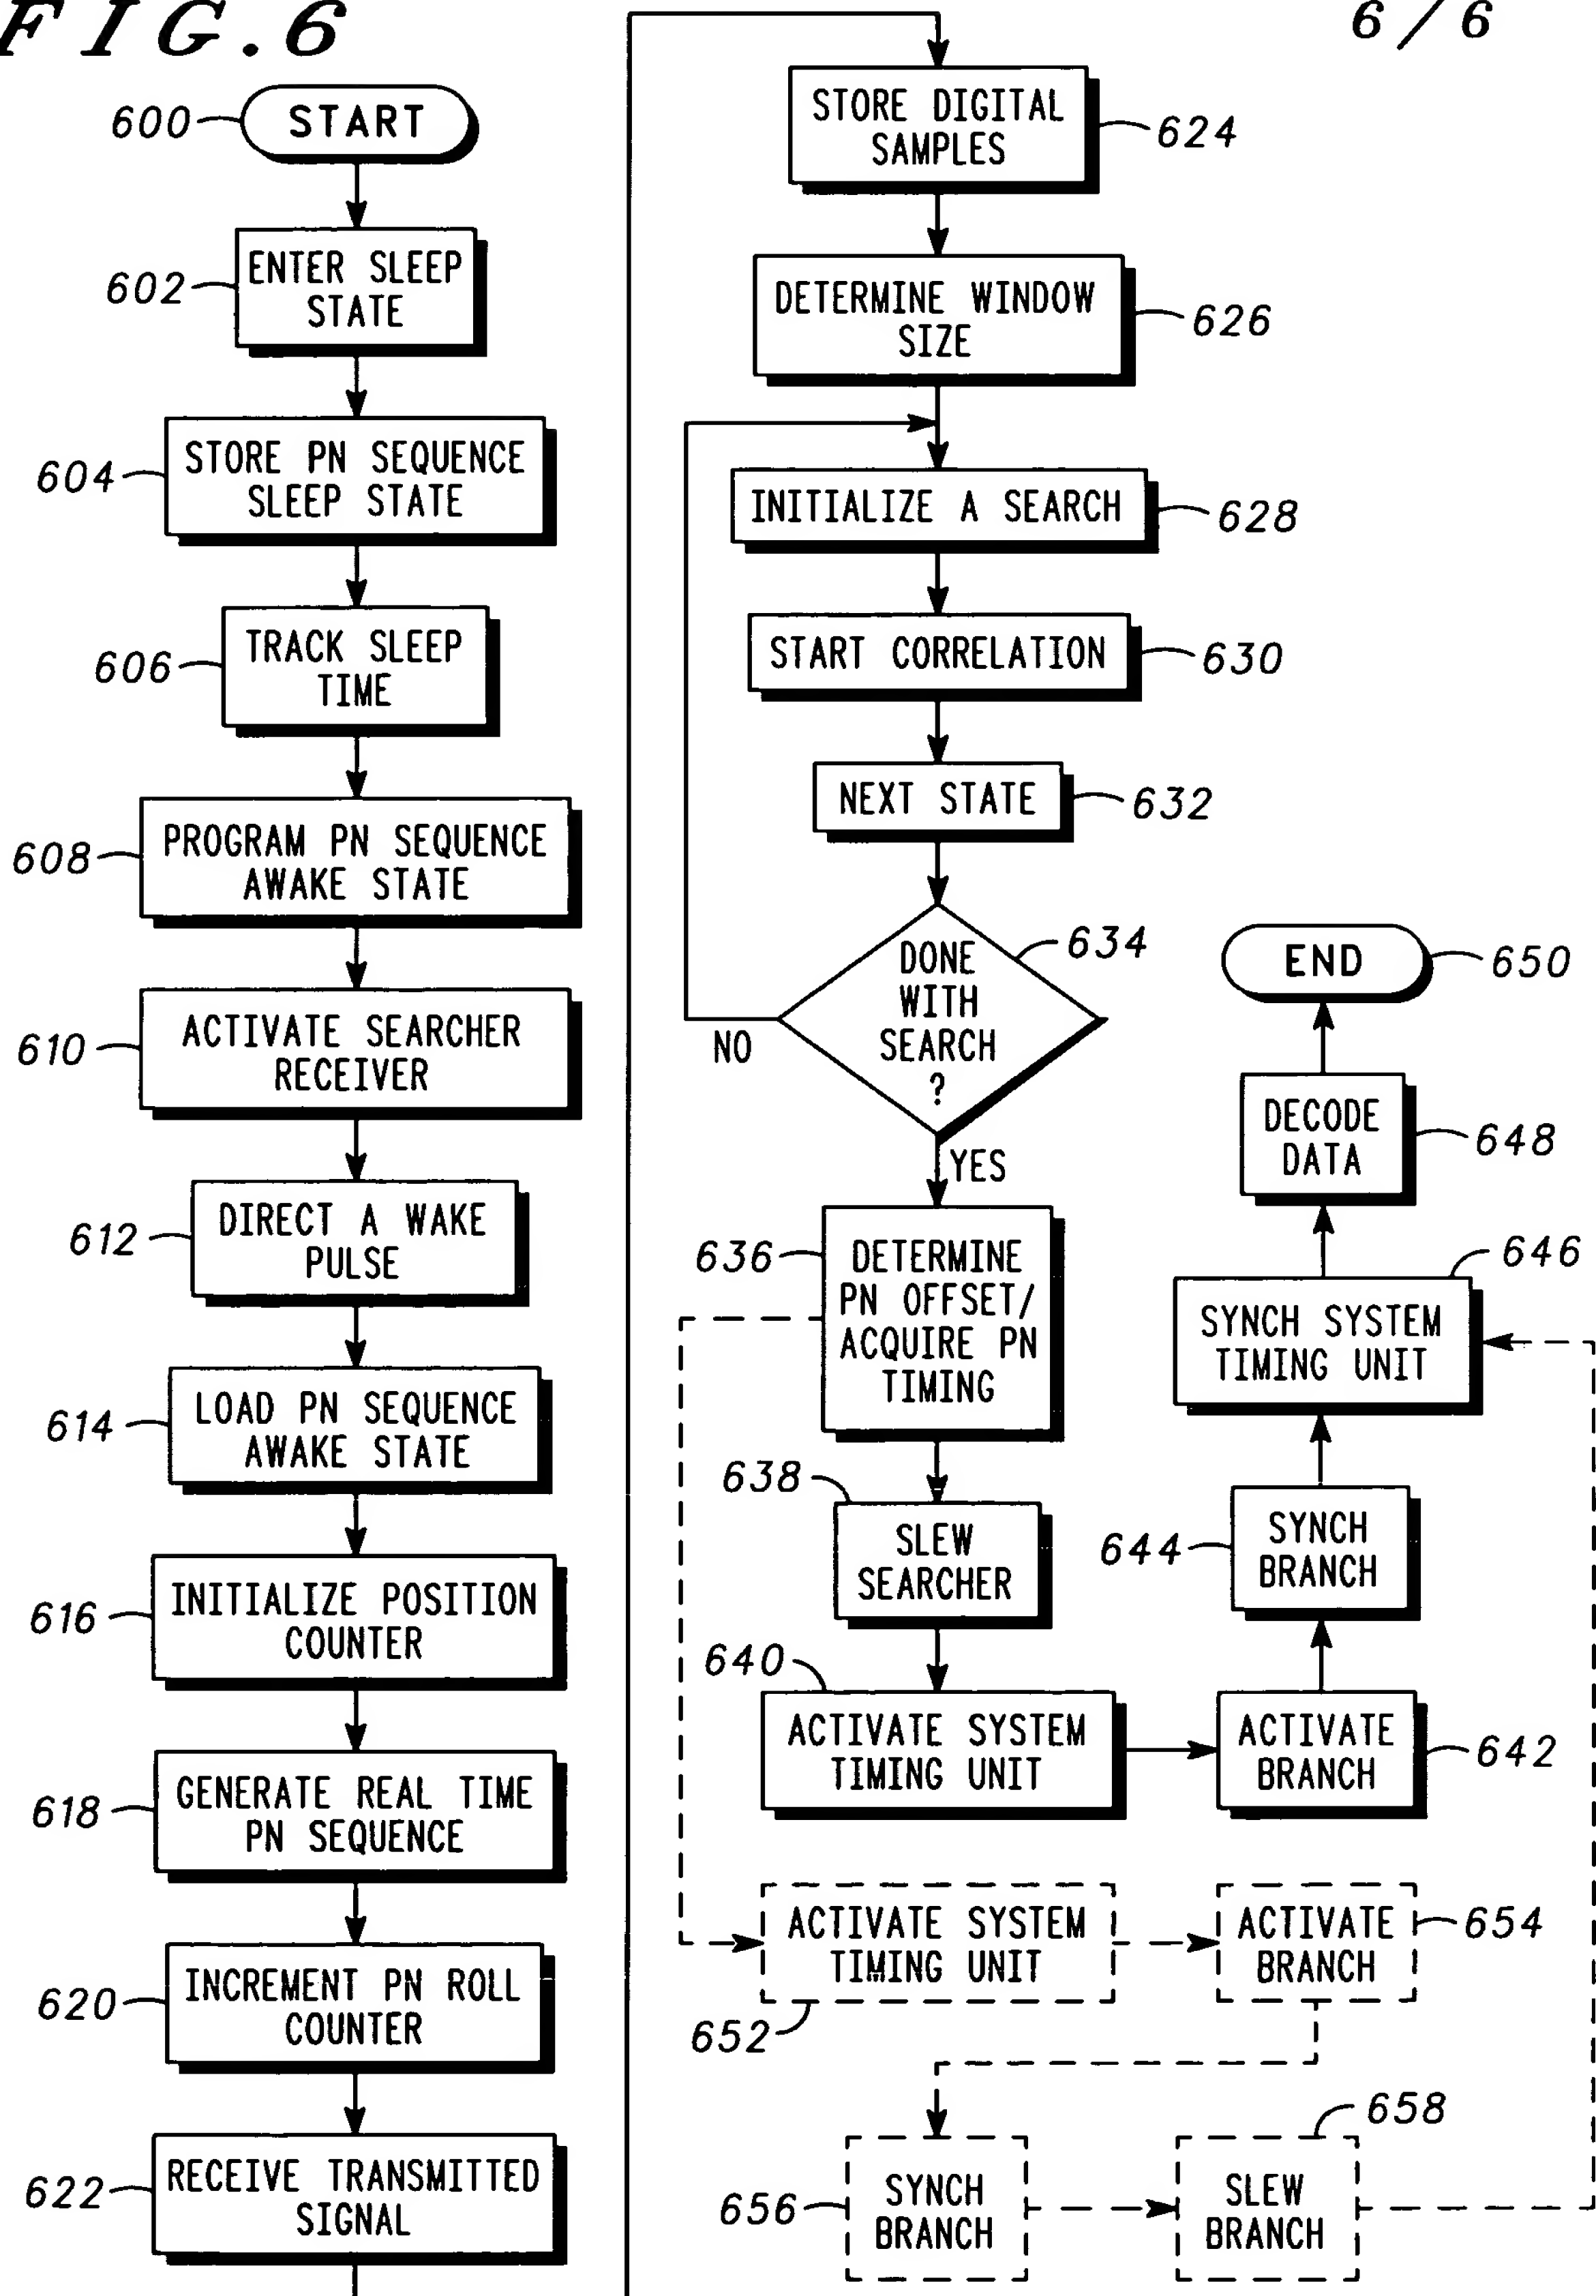 FIG.6
6/6
600
START
602
ENTER SLEEP
STATE
604
STORE PN SEQUENCE
SLEEP STATE
606
TRACK SLEEP
TIME
608
PROGRAM PN SEQUENCE
AWAKE STATE
610
ACTIVATE SEARCHER
RECEIVER
612
DIRECT A WAKE
PULSE
614
LOAD PN SEQUENCE
AWAKE STATE
616
INITIALIZE POSITION
COUNTER
618
GENERATE REAL TIME
PN SEQUENCE
620
INCREMENT PN ROLL
COUNTER
622
RECEIVE TRANSMITTED
SIGNAL
STORE DIGITAL
SAMPLES
624
DETERMINE WINDOW
SIZE
626
INITIALIZE A SEARCH
628
START CORRELATION
630
NEXT STATE
632
DONE
WITH
SEARCH
?
634
NO
YES
636
DETERMINE
PN OFFSET/
ACQUIRE PN
TIMING
638
SLEW
SEARCHER
640
ACTIVATE SYSTEM
TIMING UNIT
ACTIVATE
BRANCH
642
644
SYNCH
BRANCH
646
SYNCH SYSTEM
TIMING UNIT
DECODE
DATA
648
END
650
ACTIVATE SYSTEM
TIMING UNIT
652
ACTIVATE
BRANCH
654
656
SYNCH
BRANCH
658
SLEW
BRANCH